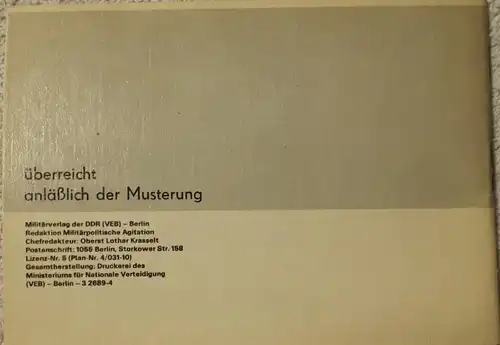 überreicht
anläßlich der Musterung
Militärverlag der DDR (VEB) – Berlin
Redaktion Militärpolitische Agitation
Chefredakteur: Oberst Lothar Krasselt
Postanschrift: 1055 Berlin, Storkower Str. 158
Lizenz-Nr. 5 (Plan-Nr. 4/031-10)
Gesamtherstellung: Druckerei des
Ministeriums für Nationale Verteidigung
(VEB) – Berlin – 3 2689-4